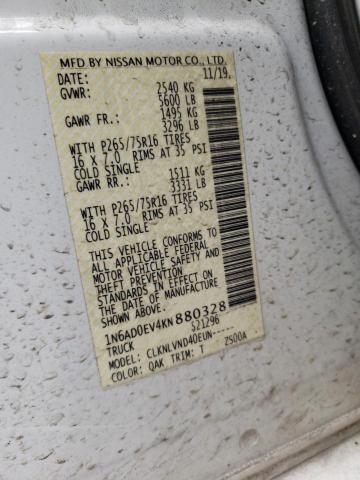 MFD BY NISSAN MOTOR CO., LTD.
DATE: 11/19.
GVWR: 2540 KG
5600 LB
GAWR FR.: 1495 KG
3296 LB
WITH P265/75R16 TIRES
16 X 7.0 RIMS AT 35 PSI
COLD SINGLE
GAWR RR.: 1511 KG
3331 LB
WITH P265/75R16 TIRES
16 X 7.0 RIMS AT 35 PSI
COLD SINGLE
THIS VEHICLE CONFORMS TO
ALL APPLICABLE FEDERAL
MOTOR VEHICLE SAFETY AND
THEFT PREVENTION
STANDARDS IN EFFECT ON
THE DATE OF MANUFACTURE
SHOWN ABOVE.
1N6AD0EV4KN880328
TRUCK S21296
MODEL: CLKNLVND40EUN-----
COLOR: QAK TRIM: T 2500A